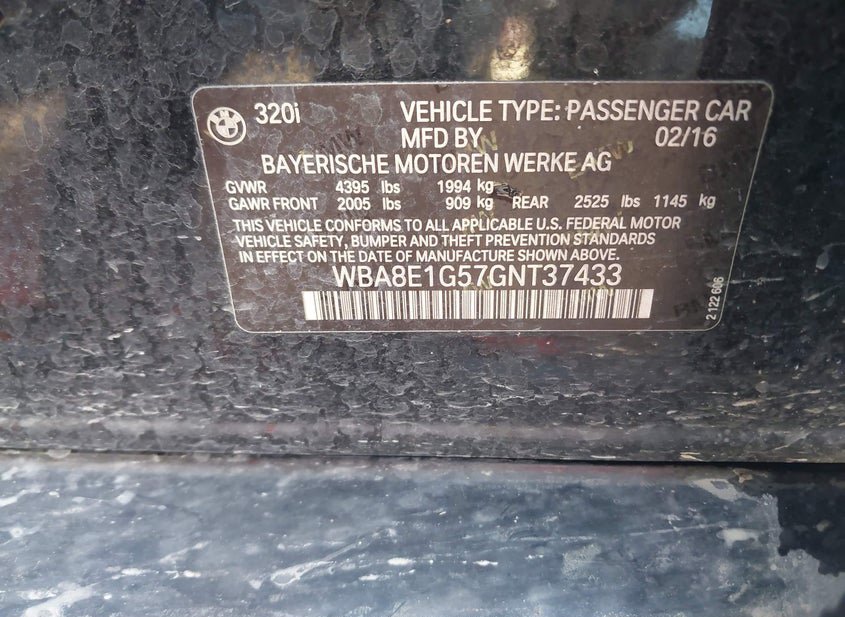 320i VEHICLE TYPE: PASSENGER CAR
MFD BY 02/16
BAYERISCHE MOTOREN WERKE AG
GVWR 4395 lbs 1994 kg
GAWR FRONT 2005 lbs 909 kg REAR 2525 lbs 1145 kg
THIS VEHICLE CONFORMS TO ALL APPLICABLE U.S. FEDERAL MOTOR
VEHICLE SAFETY, BUMPER AND THEFT PREVENTION STANDARDS
IN EFFECT ON THE DATE OF MANUFACTURE SHOWN ABOVE.
WBA8E1G57GNT37433
2 122 606